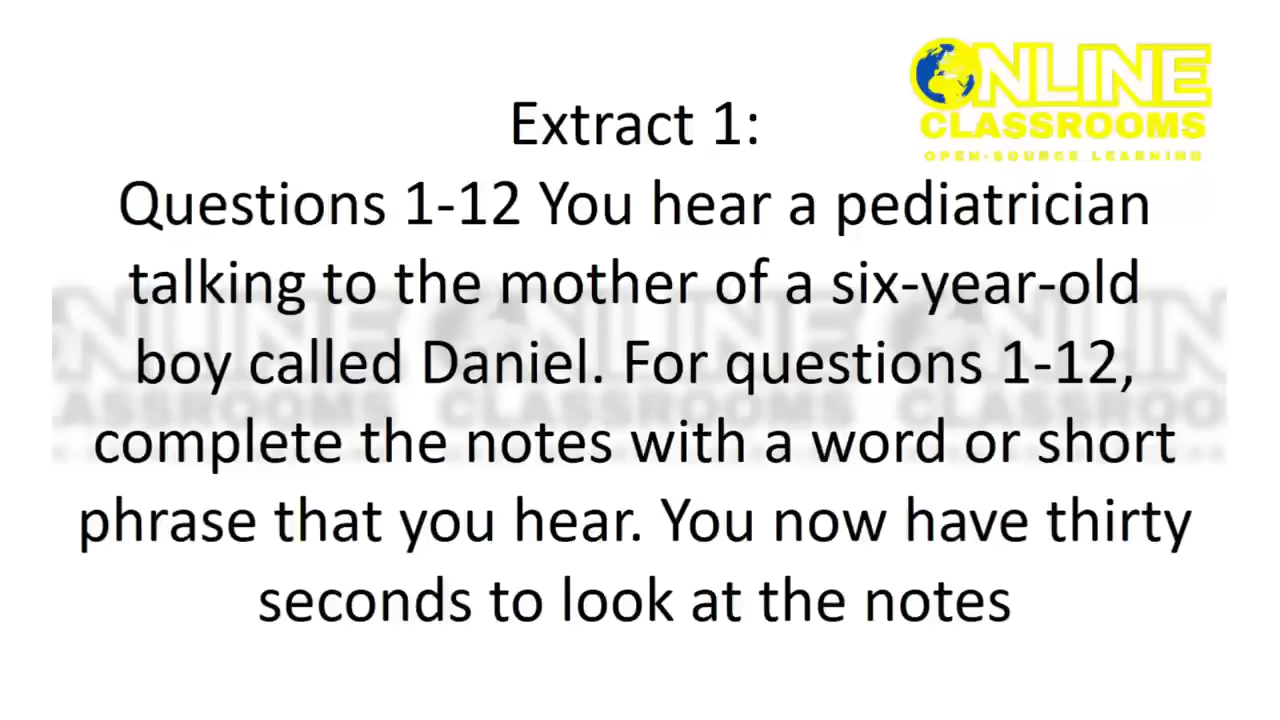 ONLINE
CLASSROOMS
OPEN-SOURCE LEARNING
Extract 1:
Questions 1-12 You hear a pediatrician
talking to the mother of a six-year-old
boy called Daniel. For questions 1-12,
complete the notes with a word or short
phrase that you hear. You now have thirty
seconds to look at the notes